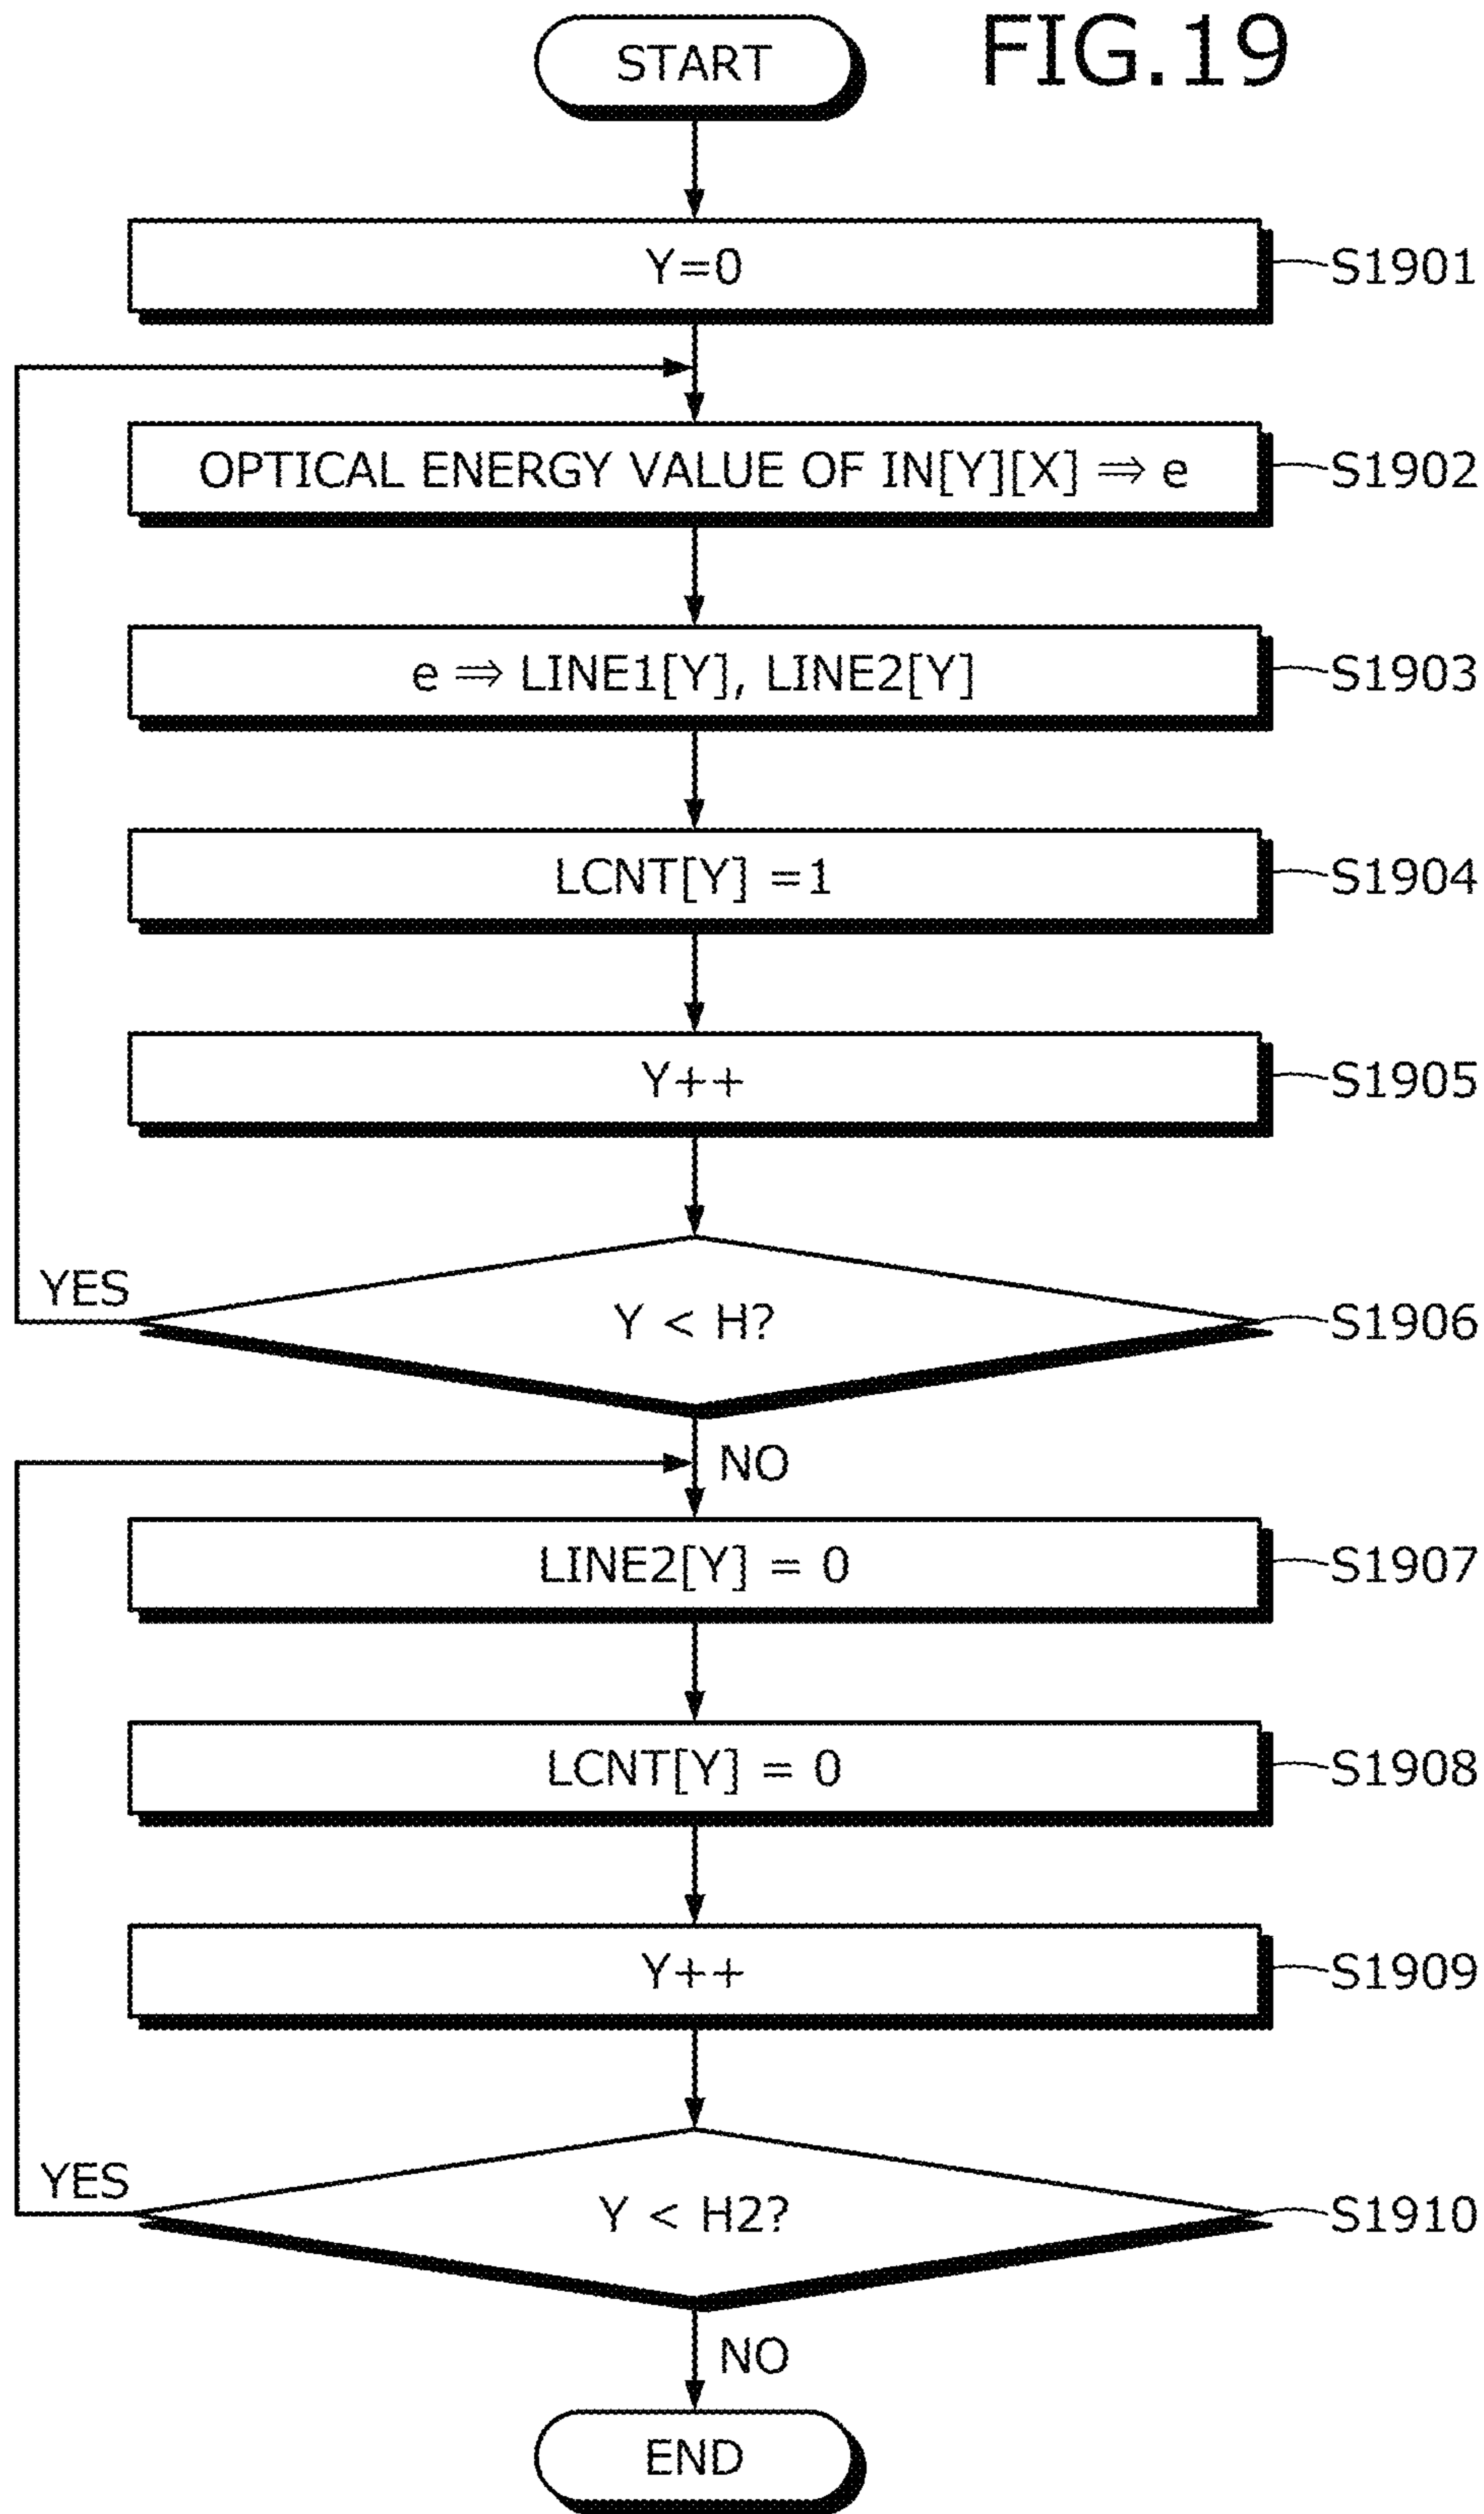 START
FIG.19
Y=0
S1901
OPTICAL ENERGY VALUE OF IN[Y][X] ⇒ e
S1902
e ⇒ LINE1[Y], LINE2[Y]
S1903
LCNT[Y] =1
S1904
Y++
S1905
YES
Y < H?
S1906
NO
LINE2[Y] = 0
S1907
LCNT[Y] = 0
S1908
Y++
S1909
YES
Y < H2?
S1910
NO
END